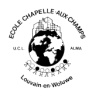 ECOLE CHAPELLE AUX CHAMPS
U.C.L. ALMA
Louvain en Woluwe